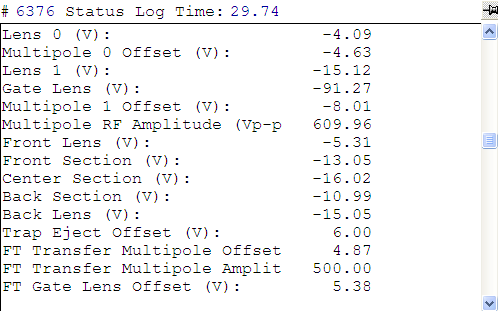 # 6376 Status Log Time: 29.74
Lens 0 (V): -4.09
Multipole 0 Offset (V): -4.63
Lens 1 (V): -15.12
Gate Lens (V): -91.27
Multipole 1 Offset (V): -8.01
Multipole RF Amplitude (Vp-p 609.96
Front Lens (V): -5.31
Front Section (V): -13.05
Center Section (V): -16.02
Back Section (V): -10.99
Back Lens (V): -15.05
Trap Eject Offset (V): 6.00
FT Transfer Multipole Offset 4.87
FT Transfer Multipole Amplit 500.00
FT Gate Lens Offset (V): 5.38